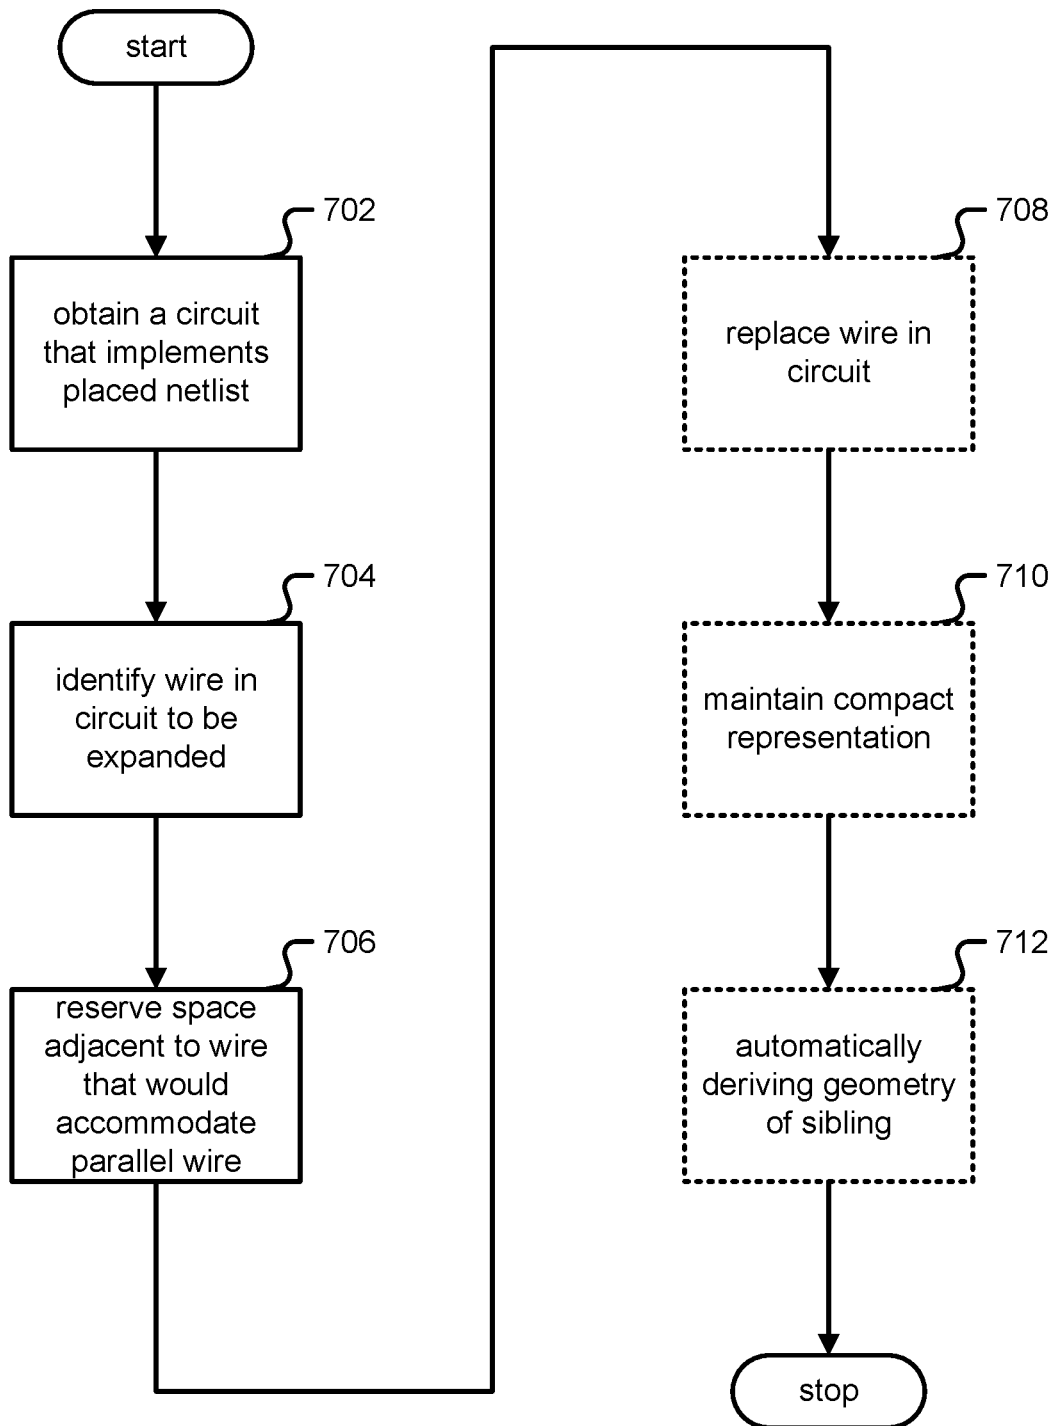 start
702
obtain a circuit
that implements
placed netlist
704
identify wire in
circuit to be
expanded
706
reserve space
adjacent to wire
that would
accommodate
parallel wire
708
replace wire in
circuit
710
maintain compact
representation
712
automatically
deriving geometry
of sibling
stop